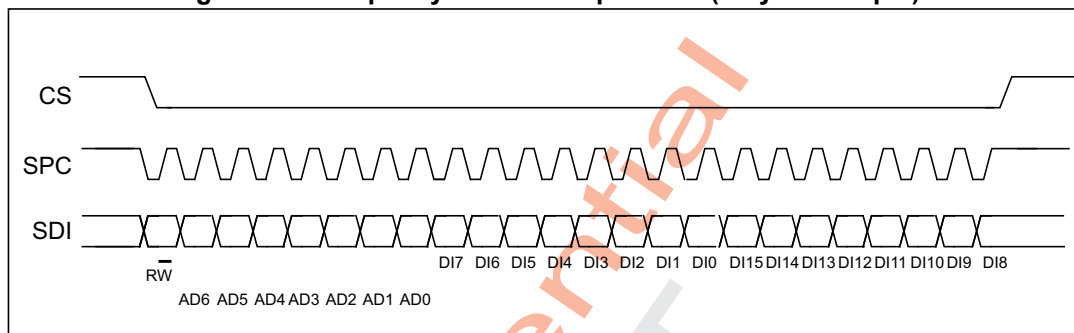 CS
SPC
SDI
RW
DI7 DI6 DI5 DI4 DI3 DI2 DI1 DI0 DI15 DI14 DI13 DI12 DI11 DI10 DI9 DI8
AD6 AD5 AD4 AD3 AD2 AD1 AD0
ential